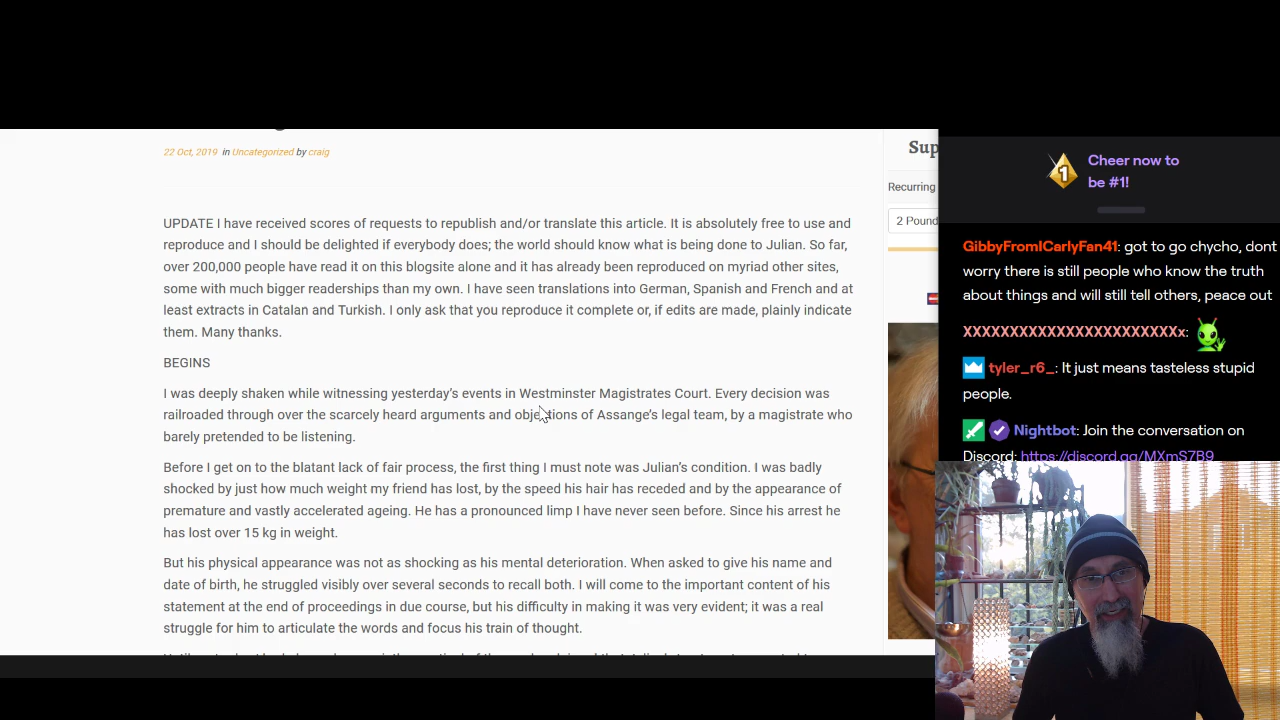 22 Oct, 2019 in Uncategorized by craig
UPDATE I have received scores of requests to republish and/or translate this article. It is absolutely free to use and
reproduce and I should be delighted if everybody does; the world should know what is being done to Julian. So far,
over 200,000 people have read it on this blogsite alone and it has already been reproduced on myriad other sites,
some with much bigger readerships than my own. I have seen translations into German, Spanish and French and at
least extracts in Catalan and Turkish. I only ask that you reproduce it complete or, if edits are made, plainly indicate
them. Many thanks.
BEGINS
I was deeply shaken while witnessing yesterday's events in Westminster Magistrates Court. Every decision was
railroaded through over the scarcely heard arguments and objections of Assange's legal team, by a magistrate who
barely pretended to be listening.
Before I get on to the blatant lack of fair process, the first thing I must note was Julian's condition. I was badly
shocked by just how much weight my friend has lost, by the speed his hair has receded and by the appearance of
premature and vastly accelerated ageing. He has a pronounced limp I have never seen before. Since his arrest he
has lost over 15 kg in weight.
But his physical appearance was not as shocking as his mental deterioration. When asked to give his name and
date of birth, he struggled visibly over several seconds to recall both. I will come to the important content of his
statement at the end of proceedings in due course, but his difficulty in making it was very evident; it was a real
struggle for him to articulate the words and focus his train of thought.
Sup
Recurring
2 Pound
1
Cheer now to
be #1!
GibbyFromICarlyFan41: got to go chycho, dont
worry there is still people who know the truth
about things and will still tell others, peace out
XXXXXXXXXXXXXXXXXXXXXXXx:
tyler_r6_: It just means tasteless stupid
people.
Nightbot: Join the conversation on
Discord: https://discord.gg/MXmS7B9